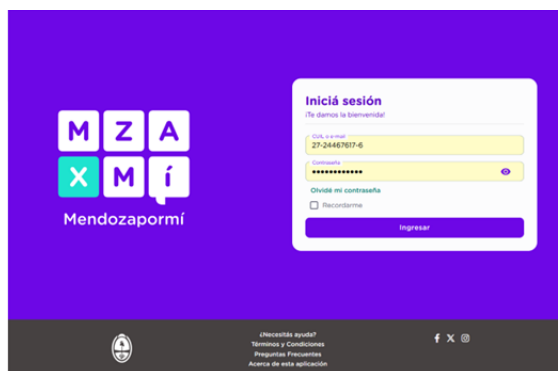 M Z A
X M í
Mendozapormí
Iniciá sesión
¡Te damos la bienvenida!
CUIL o e-mail
27-24467617-6
Contraseña
••••••••••••
Olvidé mi contraseña
Recordarme
Ingresar
¿Necesitás ayuda?
Términos y Condiciones
Preguntas Frecuentes
Acerca de esta aplicación